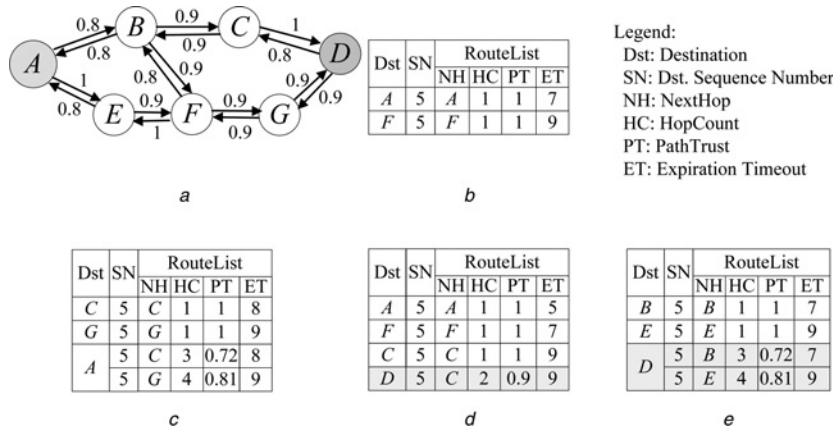 0.8 0.8 0.9 0.9 1 0.8
A B C D
1 0.8 0.8 0.9 0.9 0.9
E F G
0.9 1 0.9 0.9
a
Dst SN RouteList
NH HC PT ET
A 5 A 1 1 7
F 5 F 1 1 9
b
Legend:
Dst: Destination
SN: Dst. Sequence Number
NH: NextHop
HC: HopCount
PT: PathTrust
ET: Expiration Timeout
Dst SN RouteList
NH HC PT ET
C 5 C 1 1 8
G 5 G 1 1 9
A 5 C 3 0.72 8
5 G 4 0.81 9
c
Dst SN RouteList
NH HC PT ET
A 5 A 1 1 5
F 5 F 1 1 7
C 5 C 1 1 9
D 5 C 2 0.9 9
d
Dst SN RouteList
NH HC PT ET
B 5 B 1 1 7
E 5 E 1 1 9
D 5 B 3 0.72 7
5 E 4 0.81 9
e